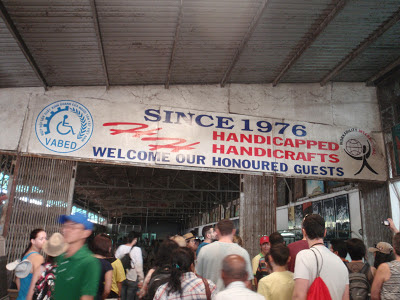 SINCE 1976
H&H HANDICAPPED
HANDICRAFTS
WELCOME OUR HONOURED GUESTS
VABED